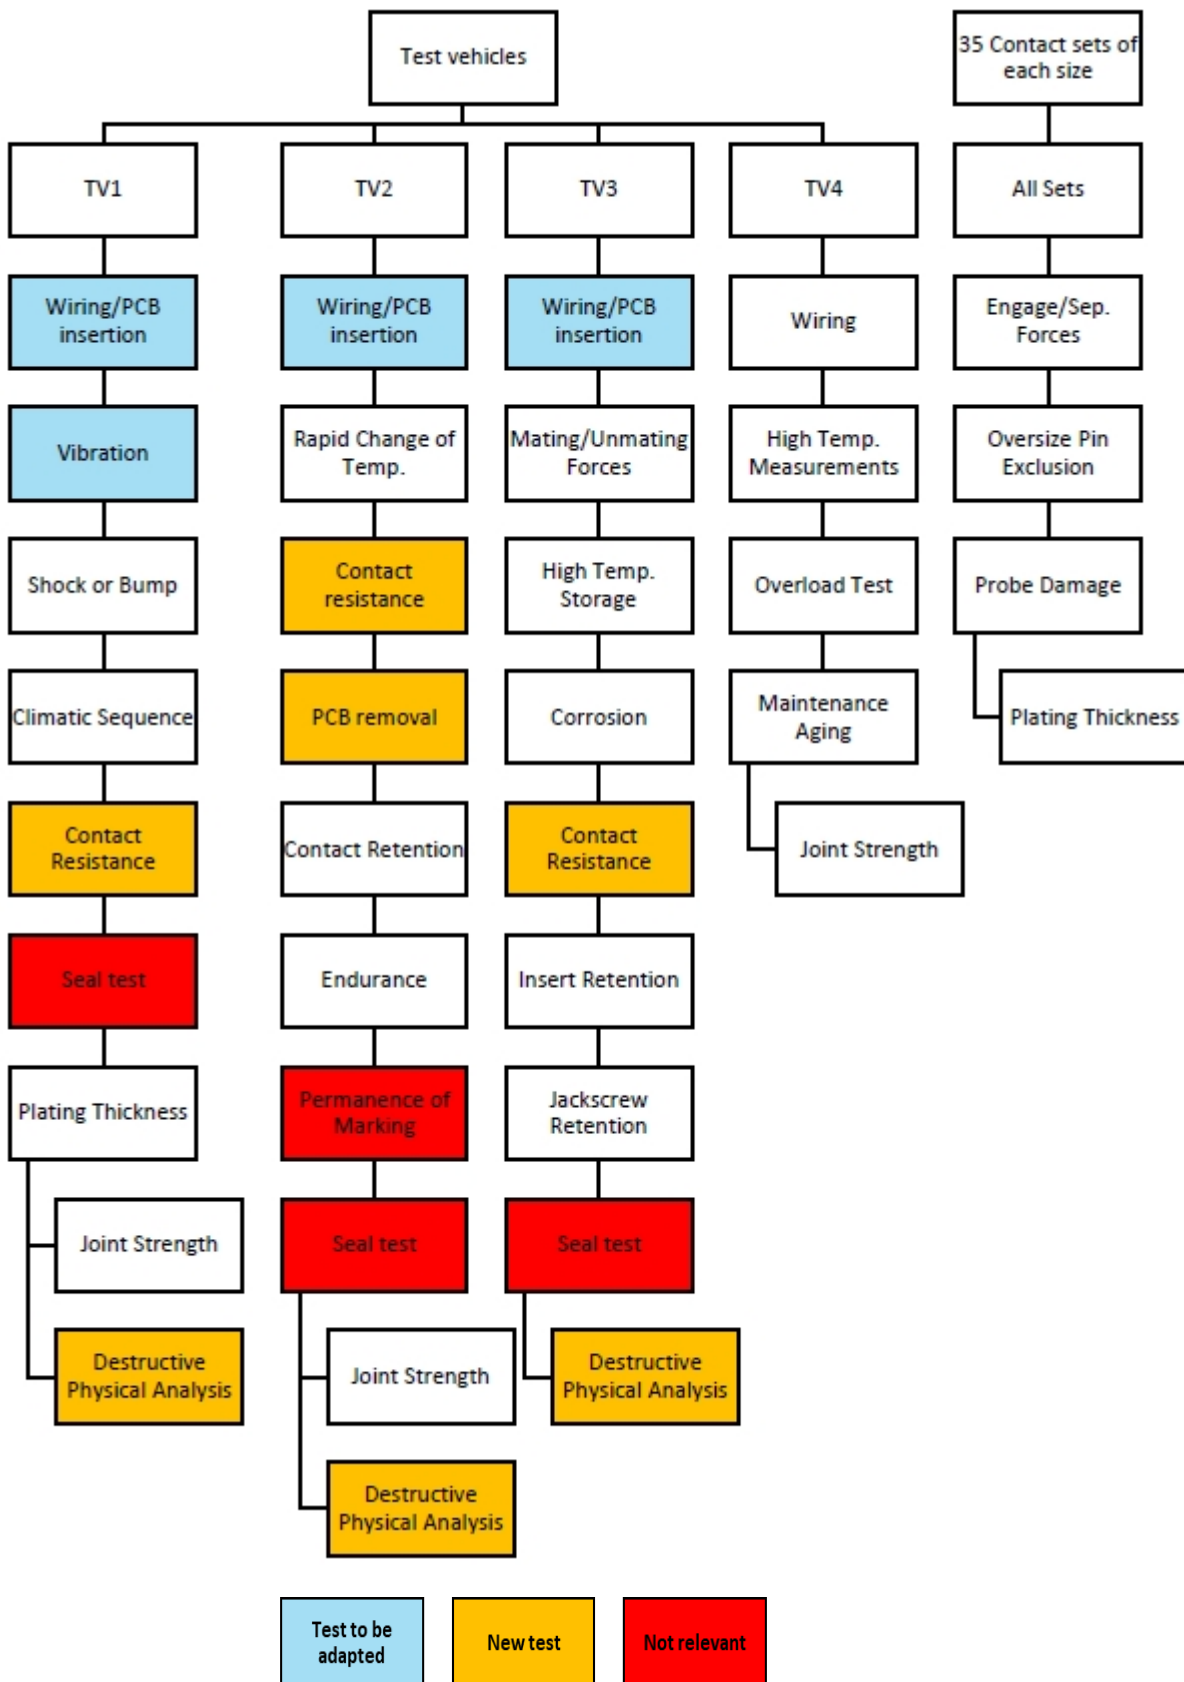 Test vehicles
35 Contact sets of
each size
TV1
TV2
TV3
TV4
All Sets
Wiring/PCB
insertion
Wiring/PCB
insertion
Wiring/PCB
insertion
Wiring
Engage/Sep.
Forces
Vibration
Rapid Change of
Temp.
Mating/Unmating
Forces
High Temp.
Measurements
Oversize Pin
Exclusion
Shock or Bump
Contact
resistance
High Temp.
Storage
Overload Test
Probe Damage
Climatic Sequence
PCB removal
Corrosion
Maintenance
Aging
Plating Thickness
Contact
Resistance
Contact Retention
Contact
Resistance
Joint Strength
Seal test
Endurance
Insert Retention
Plating Thickness
Permanence of
Marking
Jackscrew
Retention
Joint Strength
Seal test
Seal test
Destructive
Physical Analysis
Joint Strength
Destructive
Physical Analysis
Destructive
Physical Analysis
Test to be
adapted
New test
Not relevant